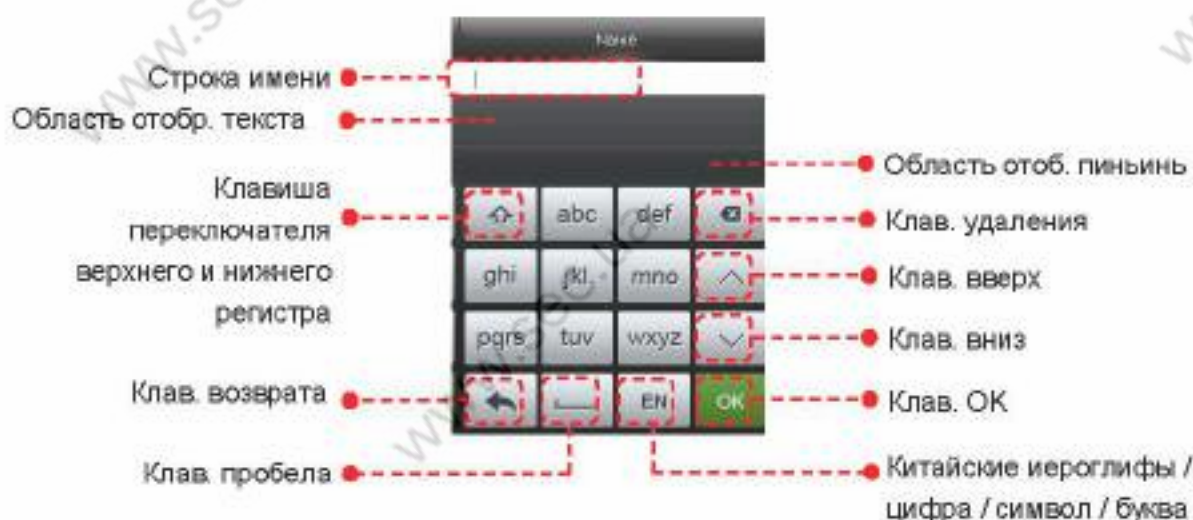 Name
Строка имени
Область отобр. текста
Область отоб. пиньинь
Клавиша
переключателя
верхнего и нижнего
регистра
abc
def
Клав. удаления
ghi
jkl
mno
Клав. вверх
pqrs
tuv
wxyz
Клав. вниз
Клав. возврата
EN
OK
Клав. OK
Клав. пробела
Китайские иероглифы /
цифра / символ / буква